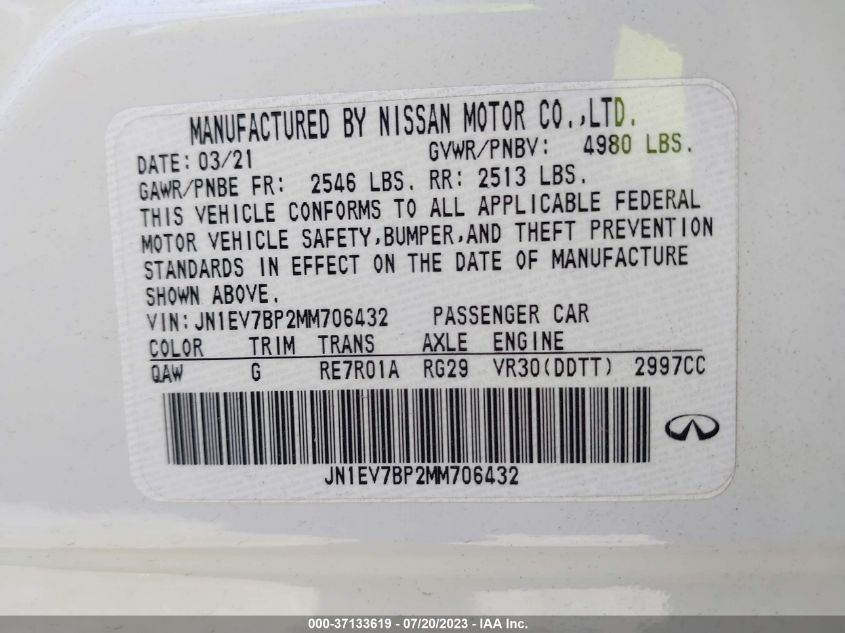 MANUFACTURED BY NISSAN MOTOR CO.,LTD.
DATE: 03/21 GVWR/PNBV: 4980 LBS.
GAWR/PNBE FR: 2546 LBS. RR: 2513 LBS.
THIS VEHICLE CONFORMS TO ALL APPLICABLE FEDERAL
MOTOR VEHICLE SAFETY,BUMPER,AND THEFT PREVENTION
STANDARDS IN EFFECT ON THE DATE OF MANUFACTURE
SHOWN ABOVE.
VIN:JN1EV7BP2MM706432 PASSENGER CAR
COLOR TRIM TRANS AXLE ENGINE
QAW G RE7R01A RG29 VR30(DDTT) 2997CC
JN1EV7BP2MM706432
000-37133619 - 07/20/2023 - IAA Inc.